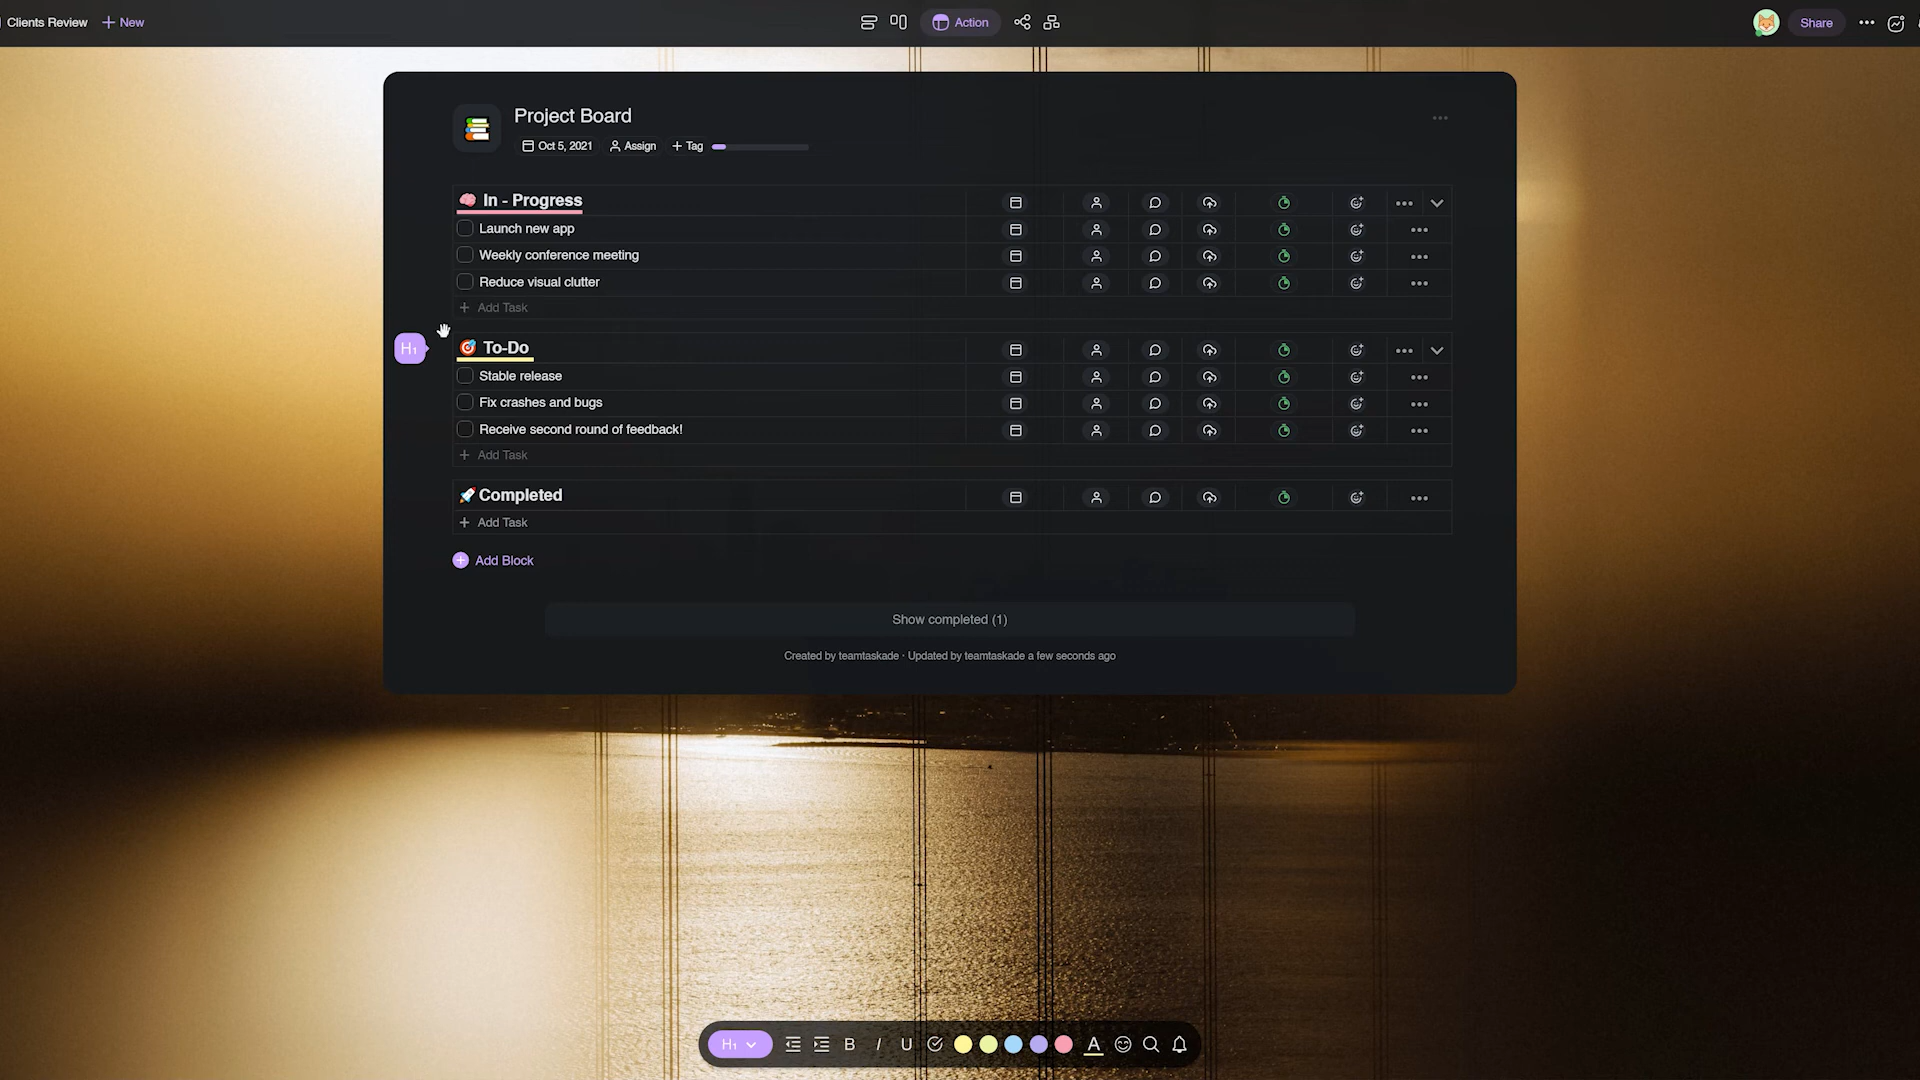 Clients Review + New
Action
Share
Project Board
Oct 5, 2021 Assign + Tag
In - Progress
Launch new app
Weekly conference meeting
Reduce visual clutter
+ Add Task
H1
To-Do
Stable release
Fix crashes and bugs
Receive second round of feedback!
+ Add Task
Completed
+ Add Task
+ Add Block
Show completed (1)
Created by teamtaskade · Updated by teamtaskade a few seconds ago
H1 B I U A